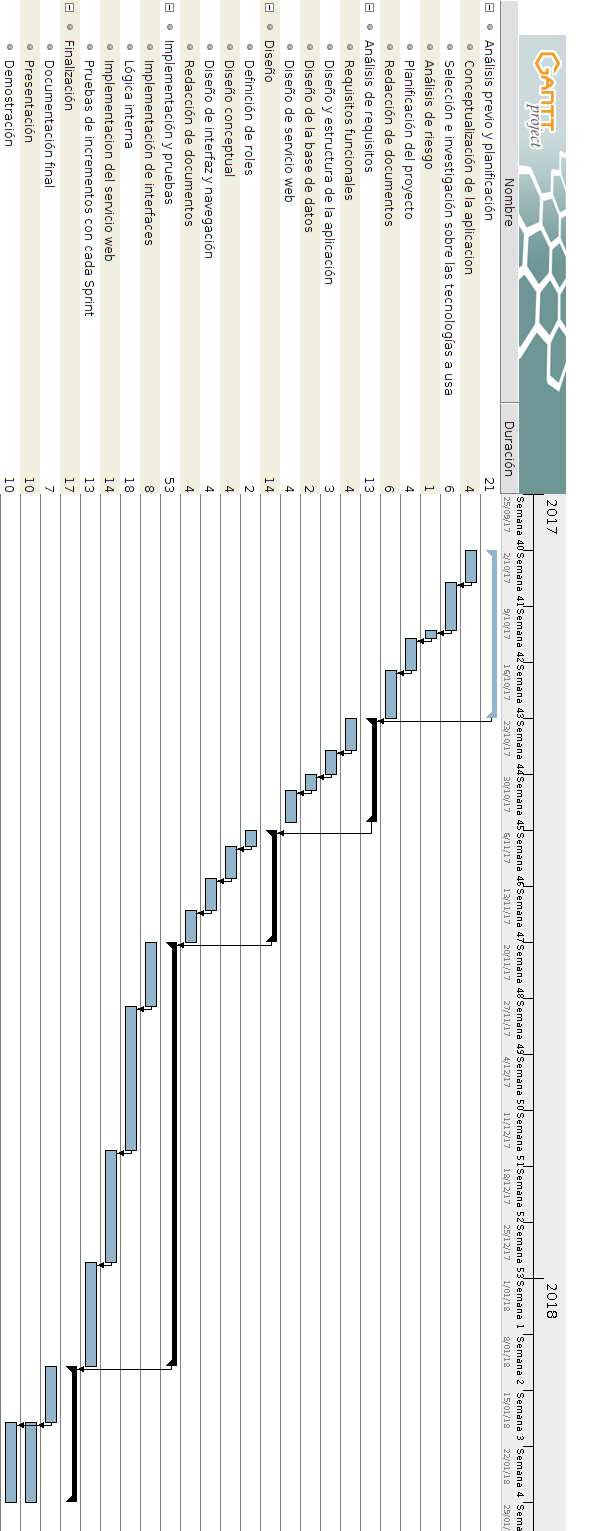 GANTT
project
Nombre
Duración
2017
2018
Semana 40
Semana 41
Semana 42
Semana 43
Semana 44
Semana 45
Semana 46
Semana 47
Semana 48
Semana 49
Semana 50
Semana 51
Semana 52
Semana 53
Semana 1
Semana 2
Semana 3
Semana 4
Sema
25/09/17
2/10/17
9/10/17
16/10/17
23/10/17
30/10/17
6/11/17
13/11/17
20/11/17
27/11/17
4/12/17
11/12/17
18/12/17
25/12/17
1/01/18
8/01/18
15/01/18
22/01/18
29/01/
Análisis previo y planificación 21
Conceptualización de la aplicacion 4
Selección e investigación sobre las tecnologías a usa 6
Análisis de riesgo 1
Planificación del proyecto 4
Redacción de documentos 6
Análisis de requisitos 13
Requisitos funcionales 4
Diseño y estructura de la aplicación 3
Diseño de la base de datos 2
Diseño de servicio web 4
Diseño 14
Definición de roles 2
Diseño conceptual 4
Diseño de interfaz y navegación 4
Redacción de documentos 4
Implementación y pruebas 53
Implementación de interfaces 8
Lógica interna 18
Implementacion del servicio web 14
Pruebas de incrementos con cada Sprint 13
Finalización 17
Documentación final 7
Presentación 10
Demostración 10